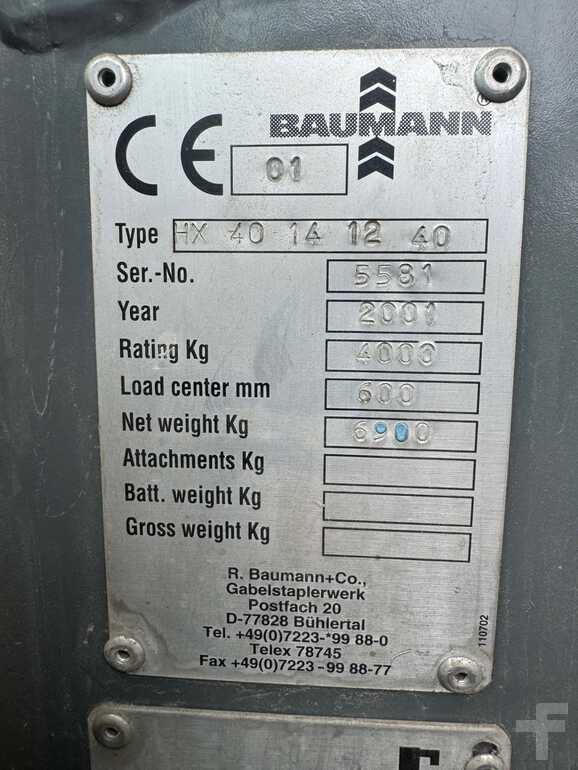 CE
BAUMANN®
01
Type HX 40 14 12 40
Ser.-No. 5581
Year 2001
Rating Kg 4000
Load center mm 600
Net weight Kg 6900
Attachments Kg
Batt. weight Kg
Gross weight Kg
R. Baumann+Co.,
Gabelstaplerwerk
Postfach 20
D-77828 Bühlertal
Tel. +49(0)7223-*99 88-0
Telex 78745
Fax +49(0)7223-99 88-77
110702